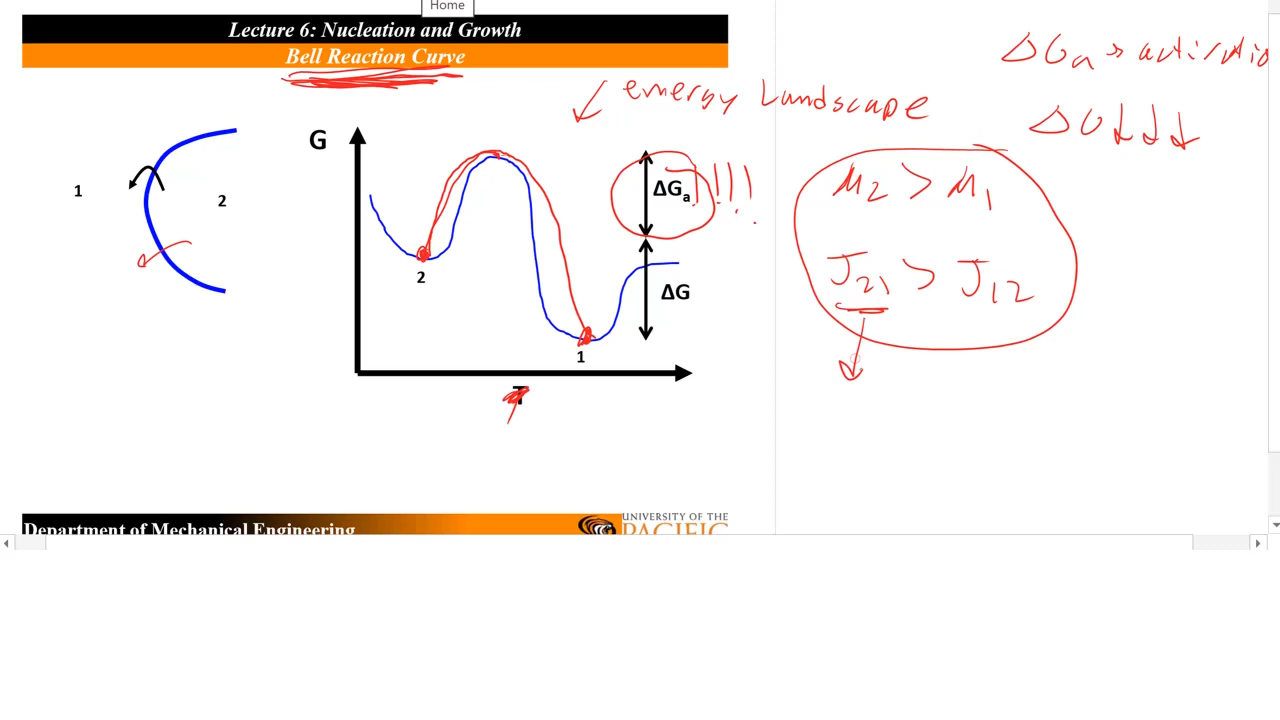 Home
Lecture 6: Nucleation and Growth
Bell Reaction Curve
ΔGa → activatio
emergy Landscape
ΔG↓↓↓
G
1
2
ΔGa !!!!
μ2 > μ1
2
ΔG
J21 > J12
1
UNIVERSITY OF THE
Department of Mechanical Engineering
PACIFIC